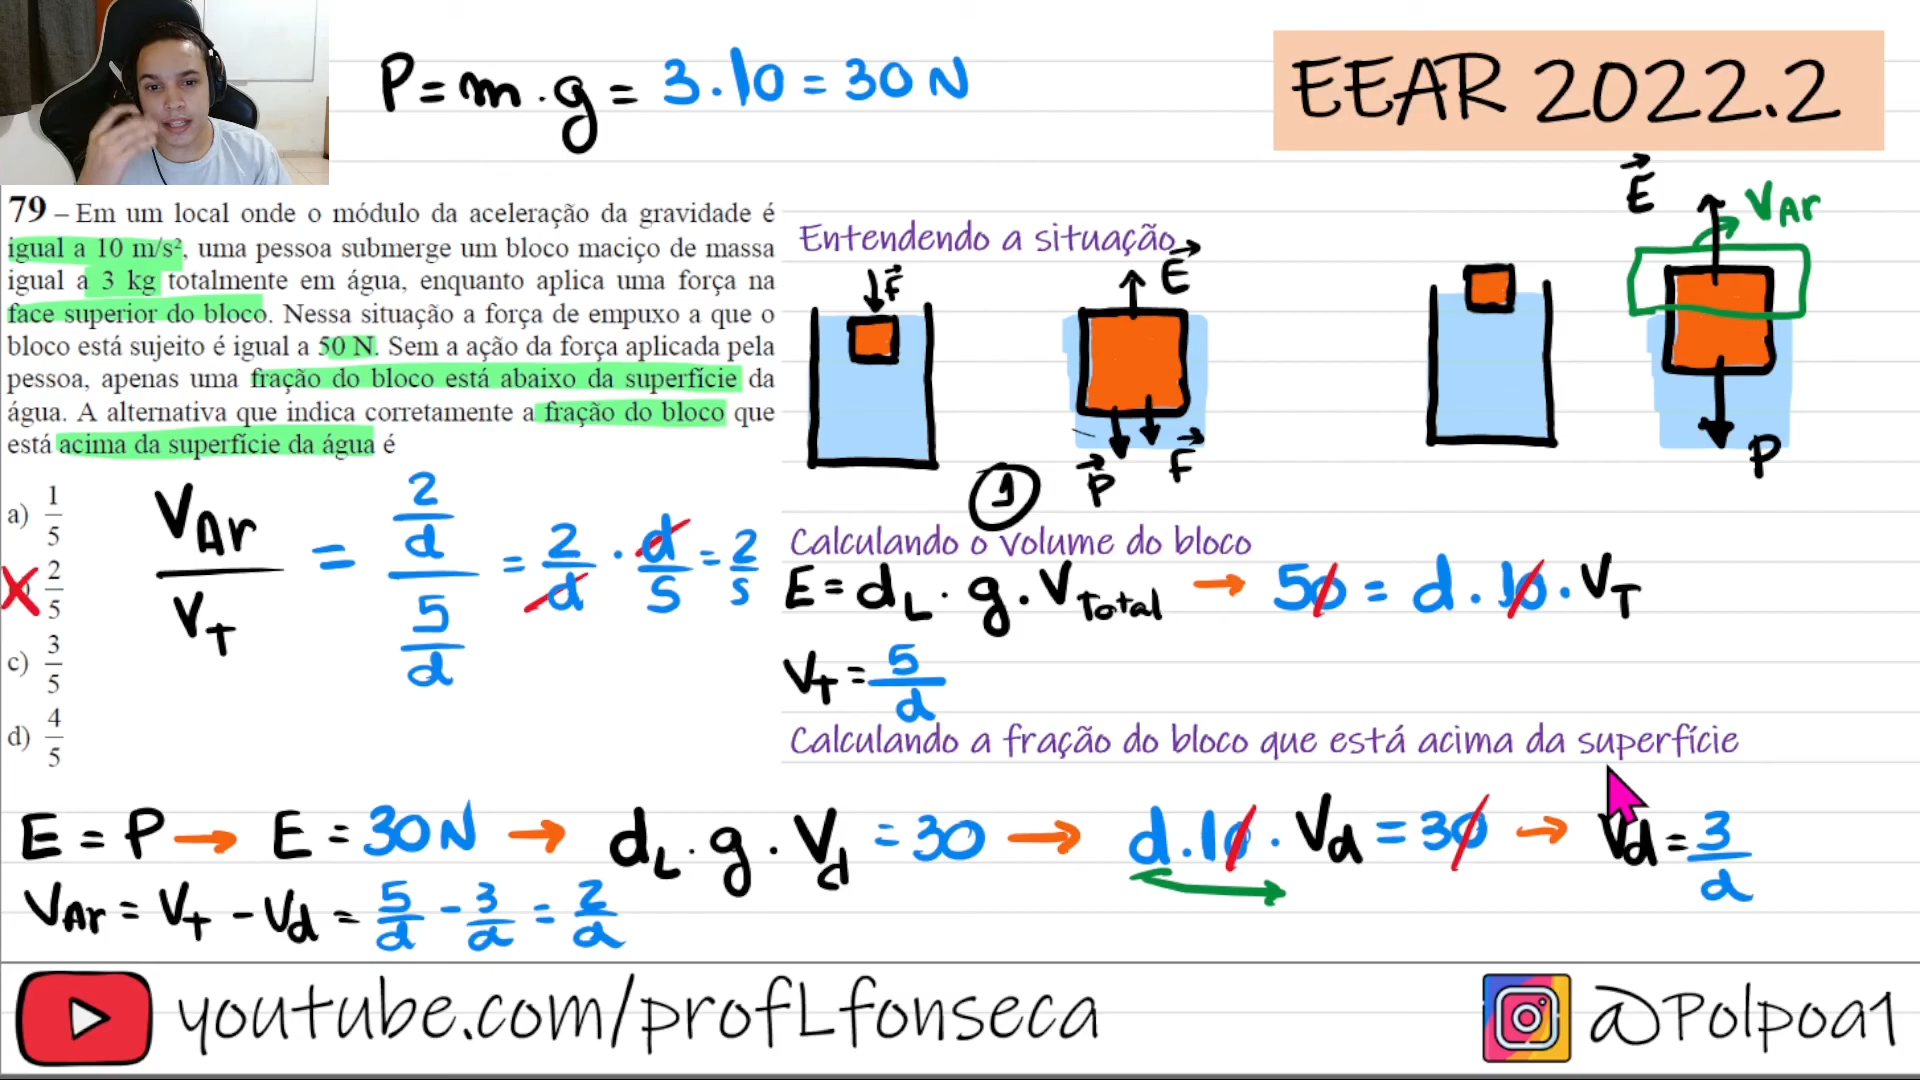 P = m . g = 3 . 10 = 30 N
EEAR 2022.2
79 – Em um local onde o módulo da aceleração da gravidade é
igual a 10 m/s², uma pessoa submerge um bloco maciço de massa
igual a 3 kg totalmente em água, enquanto aplica uma força na
face superior do bloco. Nessa situação a força de empuxo a que o
bloco está sujeito é igual a 50 N. Sem a ação da força aplicada pela
pessoa, apenas uma fração do bloco está abaixo da superfície da
água. A alternativa que indica corretamente a fração do bloco que
está acima da superfície da água é
a) 1/5
2/5
c) 3/5
d) 4/5
VAr/VT = (2/d)/(5/d) = 2/d . d/5 = 2/5
Entendendo a situação
F
E
P
F
1
E
VAr
P
Calculando o volume do bloco
E = dL . g . VTotal → 50 = d . 10 . VT
VT = 5/d
Calculando a fração do bloco que está acima da superfície
E = P → E = 30 N → dL . g . Vd = 30 → d . 10 . Vd = 30 → Vd = 3/d
VAr = VT - Vd = 5/d - 3/d = 2/d
youtube.com/profLfonseca
@Polpoa1